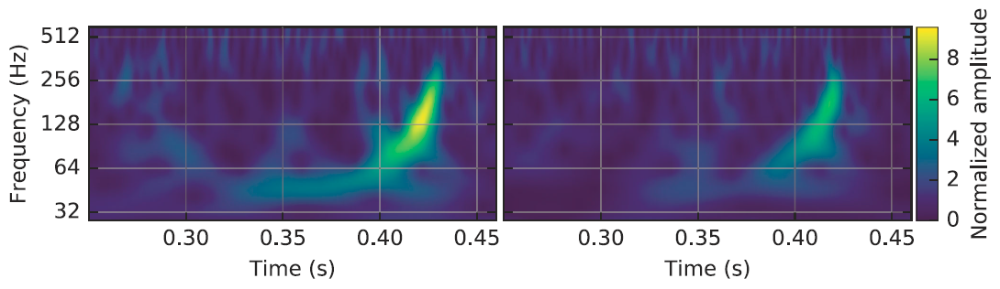 Frequency (Hz)
512
256
128
64
32
0.30 0.35 0.40 0.45
Time (s)
0.30 0.35 0.40 0.45
Time (s)
8
6
4
2
0
Normalized amplitude